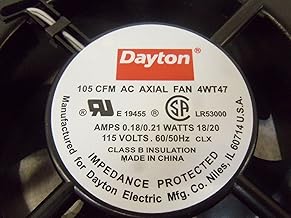 Dayton
105 CFM AC AXIAL FAN 4WT47
E 19455 LR53000
AMPS 0.18/0.21 WATTS 18/20
115 VOLTS . 60/50Hz CLX
CLASS B INSULATION
MADE IN CHINA
IMPEDANCE PROTECTED
Manufactured for Dayton Electric Mfg. Co. Niles, IL 60714 U.S.A.